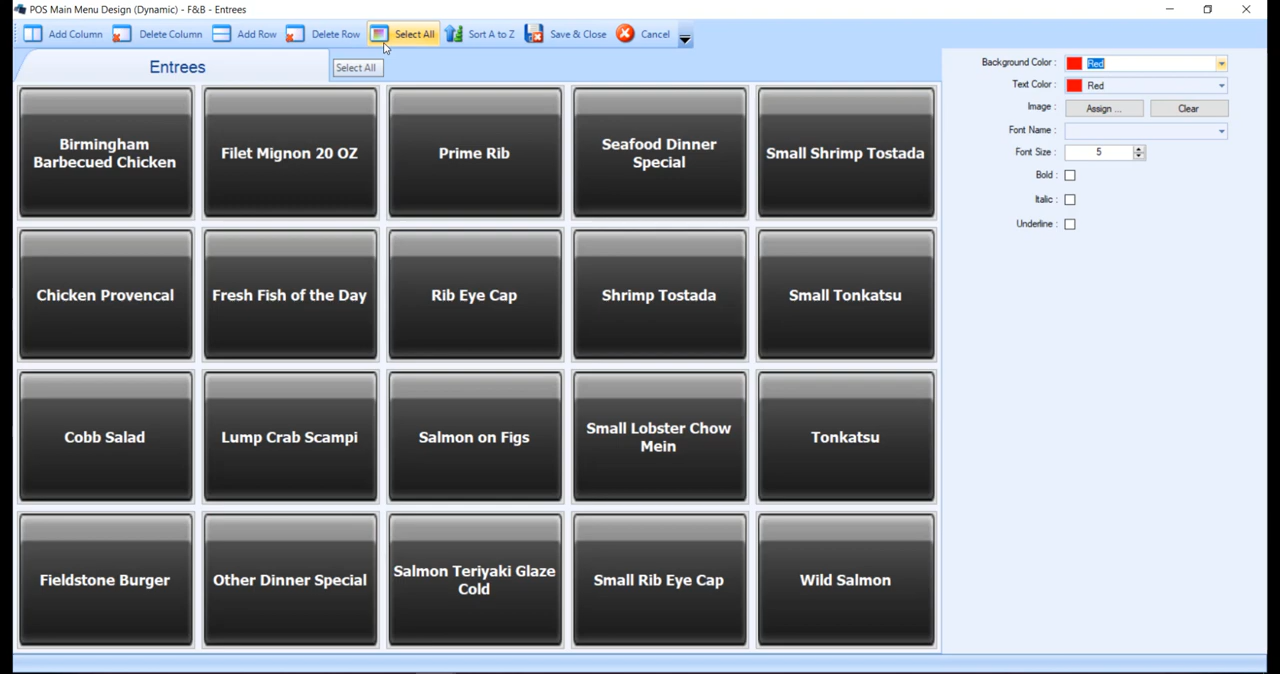 POS Main Menu Design (Dynamic) - F&B - Entrees
Add Column Delete Column Add Row Delete Row Select All Sort A to Z Save & Close Cancel
Entrees
Select All
Birmingham
Barbecued Chicken
Filet Mignon 20 OZ
Prime Rib
Seafood Dinner
Special
Small Shrimp Tostada
Chicken Provencal
Fresh Fish of the Day
Rib Eye Cap
Shrimp Tostada
Small Tonkatsu
Cobb Salad
Lump Crab Scampi
Salmon on Figs
Small Lobster Chow
Mein
Tonkatsu
Fieldstone Burger
Other Dinner Special
Salmon Teriyaki Glaze
Cold
Small Rib Eye Cap
Wild Salmon
Background Color : Red
Text Color : Red
Image : Assign ... Clear
Font Name :
Font Size : 5
Bold :
Italic :
Underline :